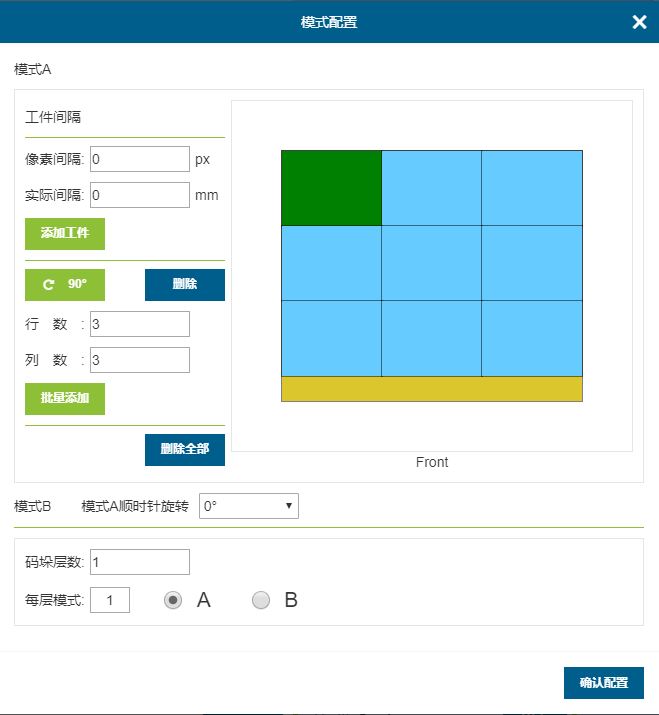 模式配置
模式A
工件间隔
像素间隔: 0 px
实际间隔: 0 mm
添加工件
90° 删除
行 数 : 3
列 数 : 3
批量添加
删除全部
Front
模式B 模式A顺时针旋转 0°
码垛层数: 1
每层模式: 1 A B
确认配置